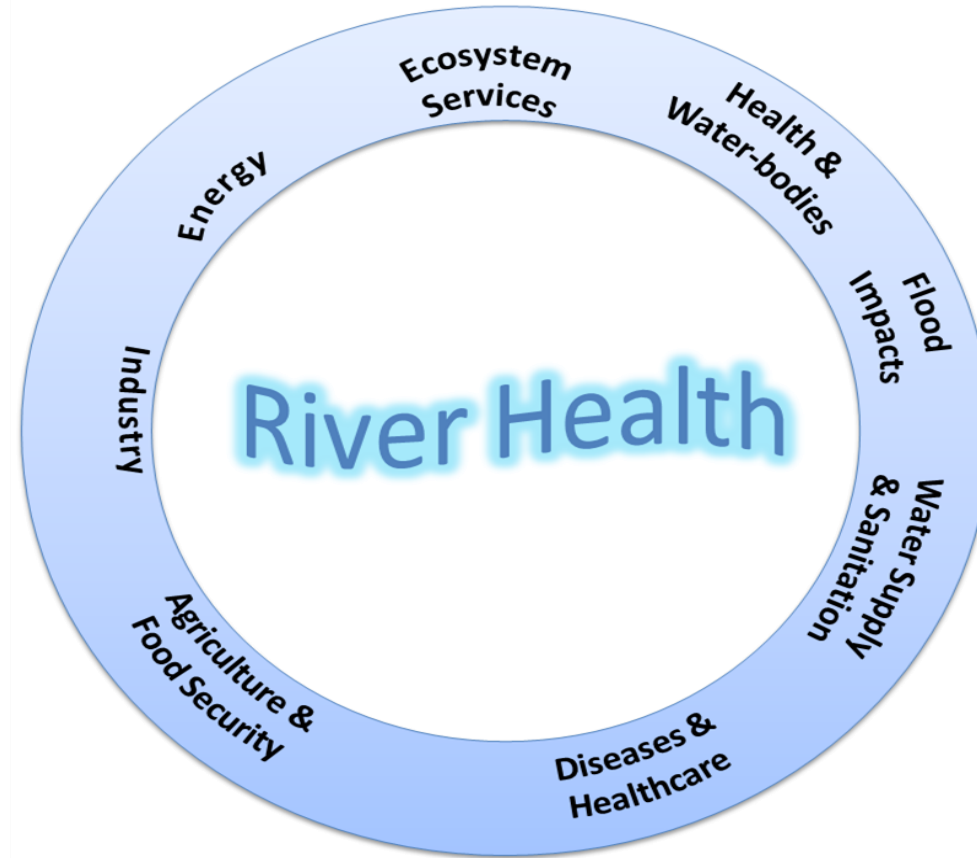 Ecosystem
Services
Health &
Water-bodies
Flood
Impacts
Water Supply
& Sanitation
Diseases &
Healthcare
Agriculture &
Food Security
Industry
Energy
River Health